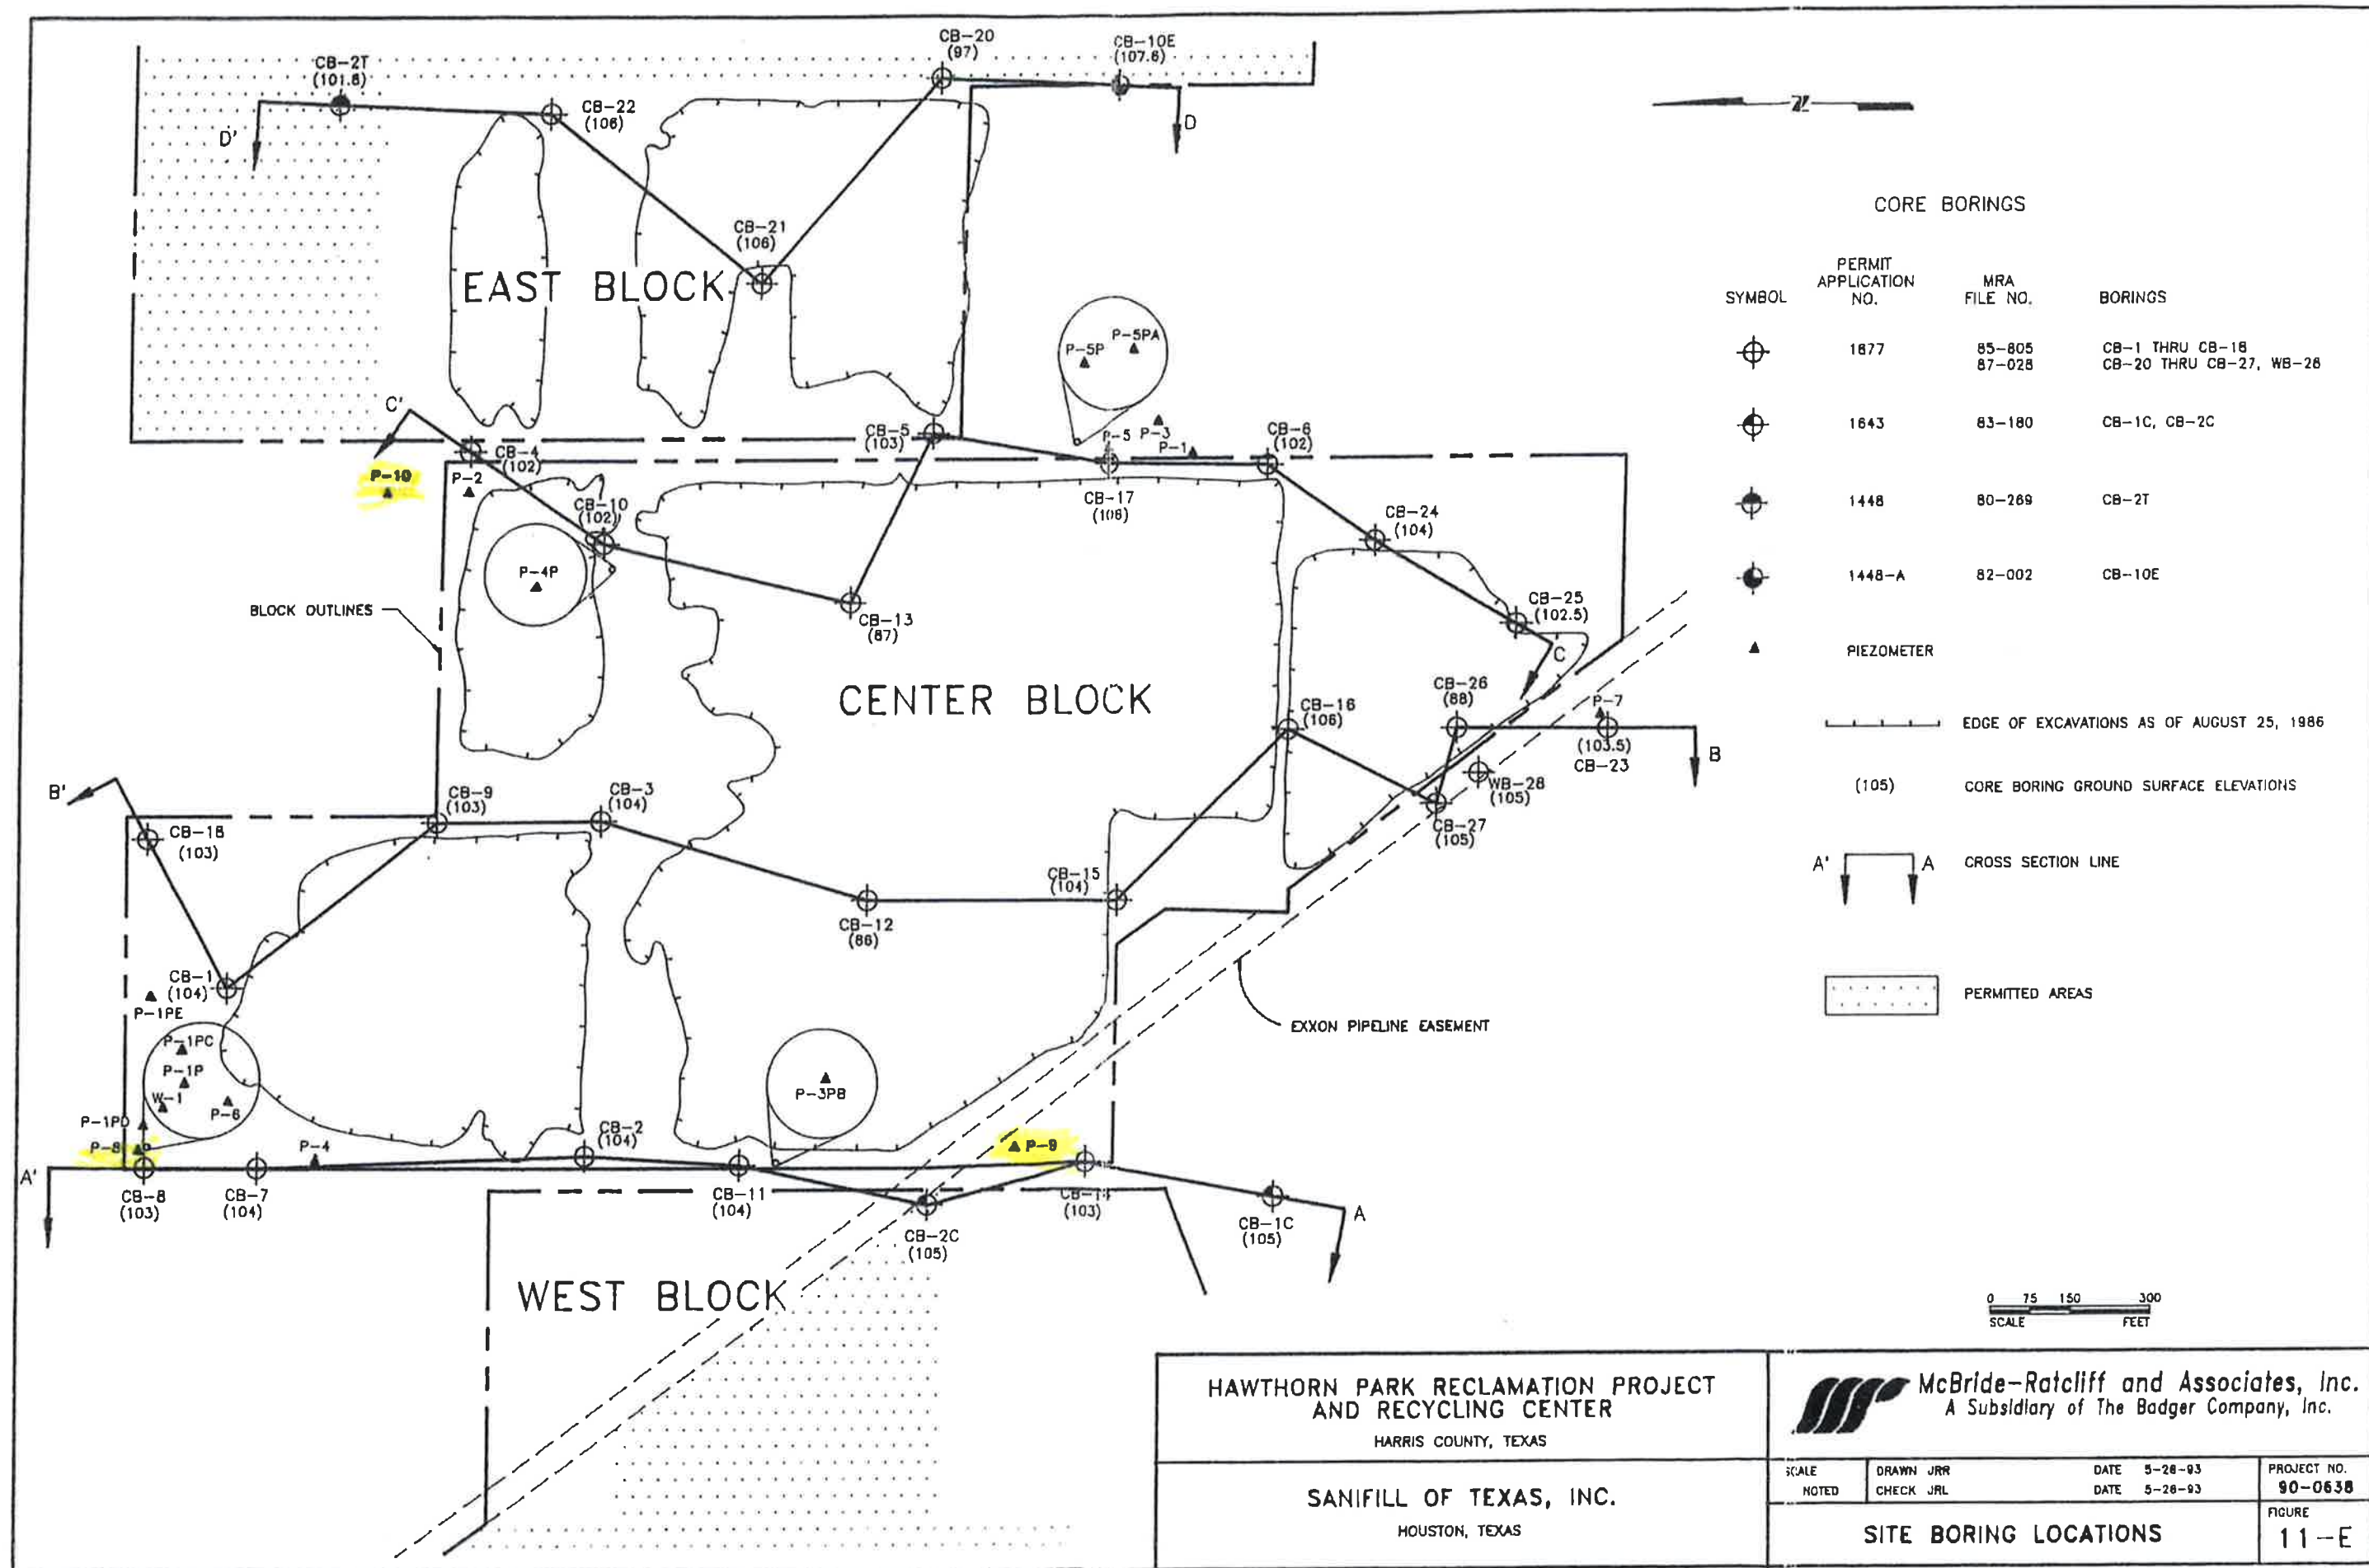 CB-20
(97)
CB-10E
(107.6)
CB-2T
(101.8)
CB-22
(106)
D'
D
N
CB-21
(106)
EAST BLOCK
CORE BORINGS
SYMBOL
PERMIT
APPLICATION
NO.
MRA
FILE NO.
BORINGS
1677
85-805
87-028
CB-1 THRU CB-18
CB-20 THRU CB-27, WB-28
1643
83-180
CB-1C, CB-2C
1448
80-269
CB-2T
1448-A
82-002
CB-10E
PIEZOMETER
EDGE OF EXCAVATIONS AS OF AUGUST 25, 1986
(105)
CORE BORING GROUND SURFACE ELEVATIONS
A'
A
CROSS SECTION LINE
PERMITTED AREAS
P-5P
P-5PA
C'
CB-4
(102)
CB-5
(103)
P-5
P-3
P-1
CB-6
(102)
P-10
P-2
CB-10
(102)
CB-17
(106)
CB-24
(104)
P-4P
BLOCK OUTLINES
CB-13
(87)
CB-25
(102.5)
C
CENTER BLOCK
CB-16
(106)
CB-26
(88)
P-7
(103.5)
CB-23
B
WB-28
(105)
CB-27
(105)
B'
CB-18
(103)
CB-9
(103)
CB-3
(104)
CB-12
(86)
CB-15
(104)
CB-1
(104)
P-1PE
P-1PC
P-1P
W-1
P-6
P-1PD
P-8
P-4
EXXON PIPELINE EASEMENT
P-3PB
CB-2
(104)
P-9
A'
CB-8
(103)
CB-7
(104)
CB-11
(104)
CB-2C
(105)
CB-14
(103)
CB-1C
(105)
A
WEST BLOCK
0 75 150 300
SCALE FEET
HAWTHORN PARK RECLAMATION PROJECT
AND RECYCLING CENTER
HARRIS COUNTY, TEXAS
SANIFILL OF TEXAS, INC.
HOUSTON, TEXAS
McBride-Ratcliff and Associates, Inc.
A Subsidiary of The Badger Company, Inc.
SCALE
NOTED
DRAWN JRR
CHECK JRL
DATE 5-26-93
DATE 5-26-93
PROJECT NO.
90-0638
SITE BORING LOCATIONS
FIGURE
11-E